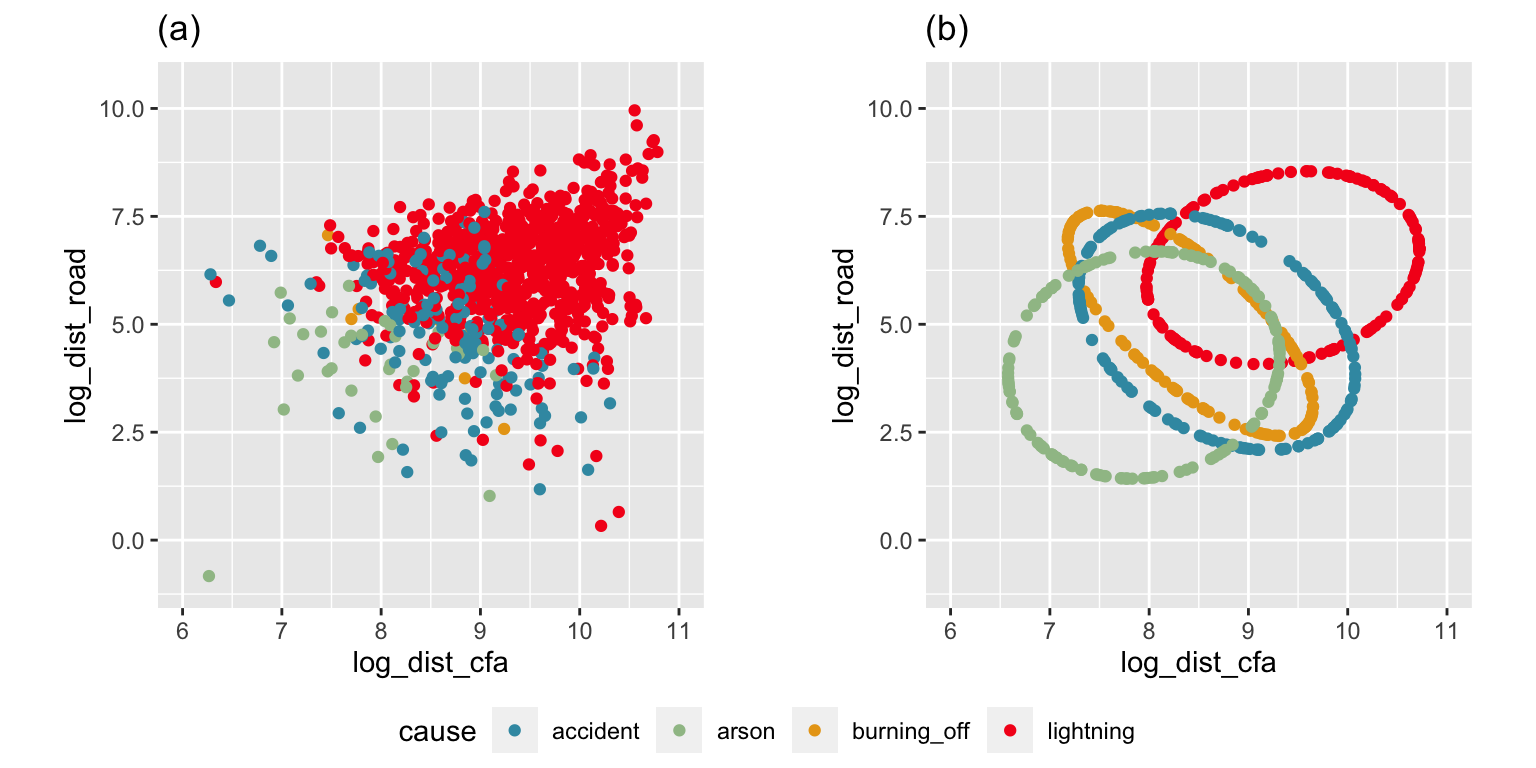 (a)
10.0
7.5
5.0
2.5
0.0
log_dist_road
6 7 8 9 10 11
log_dist_cfa
(b)
10.0
7.5
5.0
2.5
0.0
log_dist_road
6 7 8 9 10 11
log_dist_cfa
cause accident arson burning_off lightning